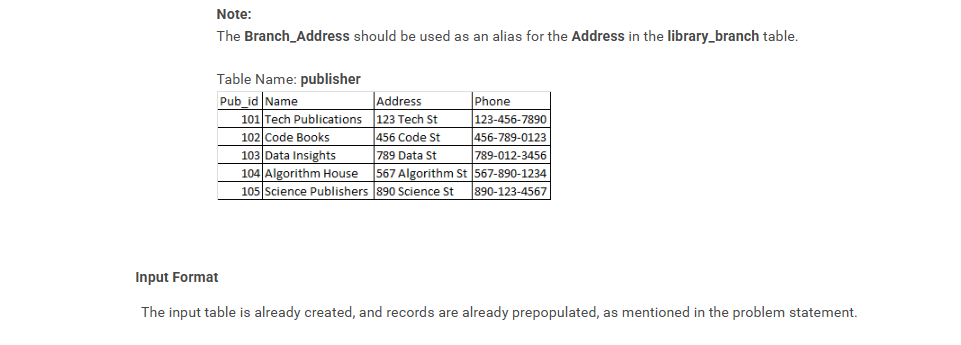 Note:
The Branch_Address should be used as an alias for the Address in the library_branch table.
Table Name: publisher
Pub_id Name Address Phone
101 Tech Publications 123 Tech St 123-456-7890
102 Code Books 456 Code St 456-789-0123
103 Data Insights 789 Data St 789-012-3456
104 Algorithm House 567 Algorithm St 567-890-1234
105 Science Publishers 890 Science St 890-123-4567
Input Format
The input table is already created, and records are already prepopulated, as mentioned in the problem statement.